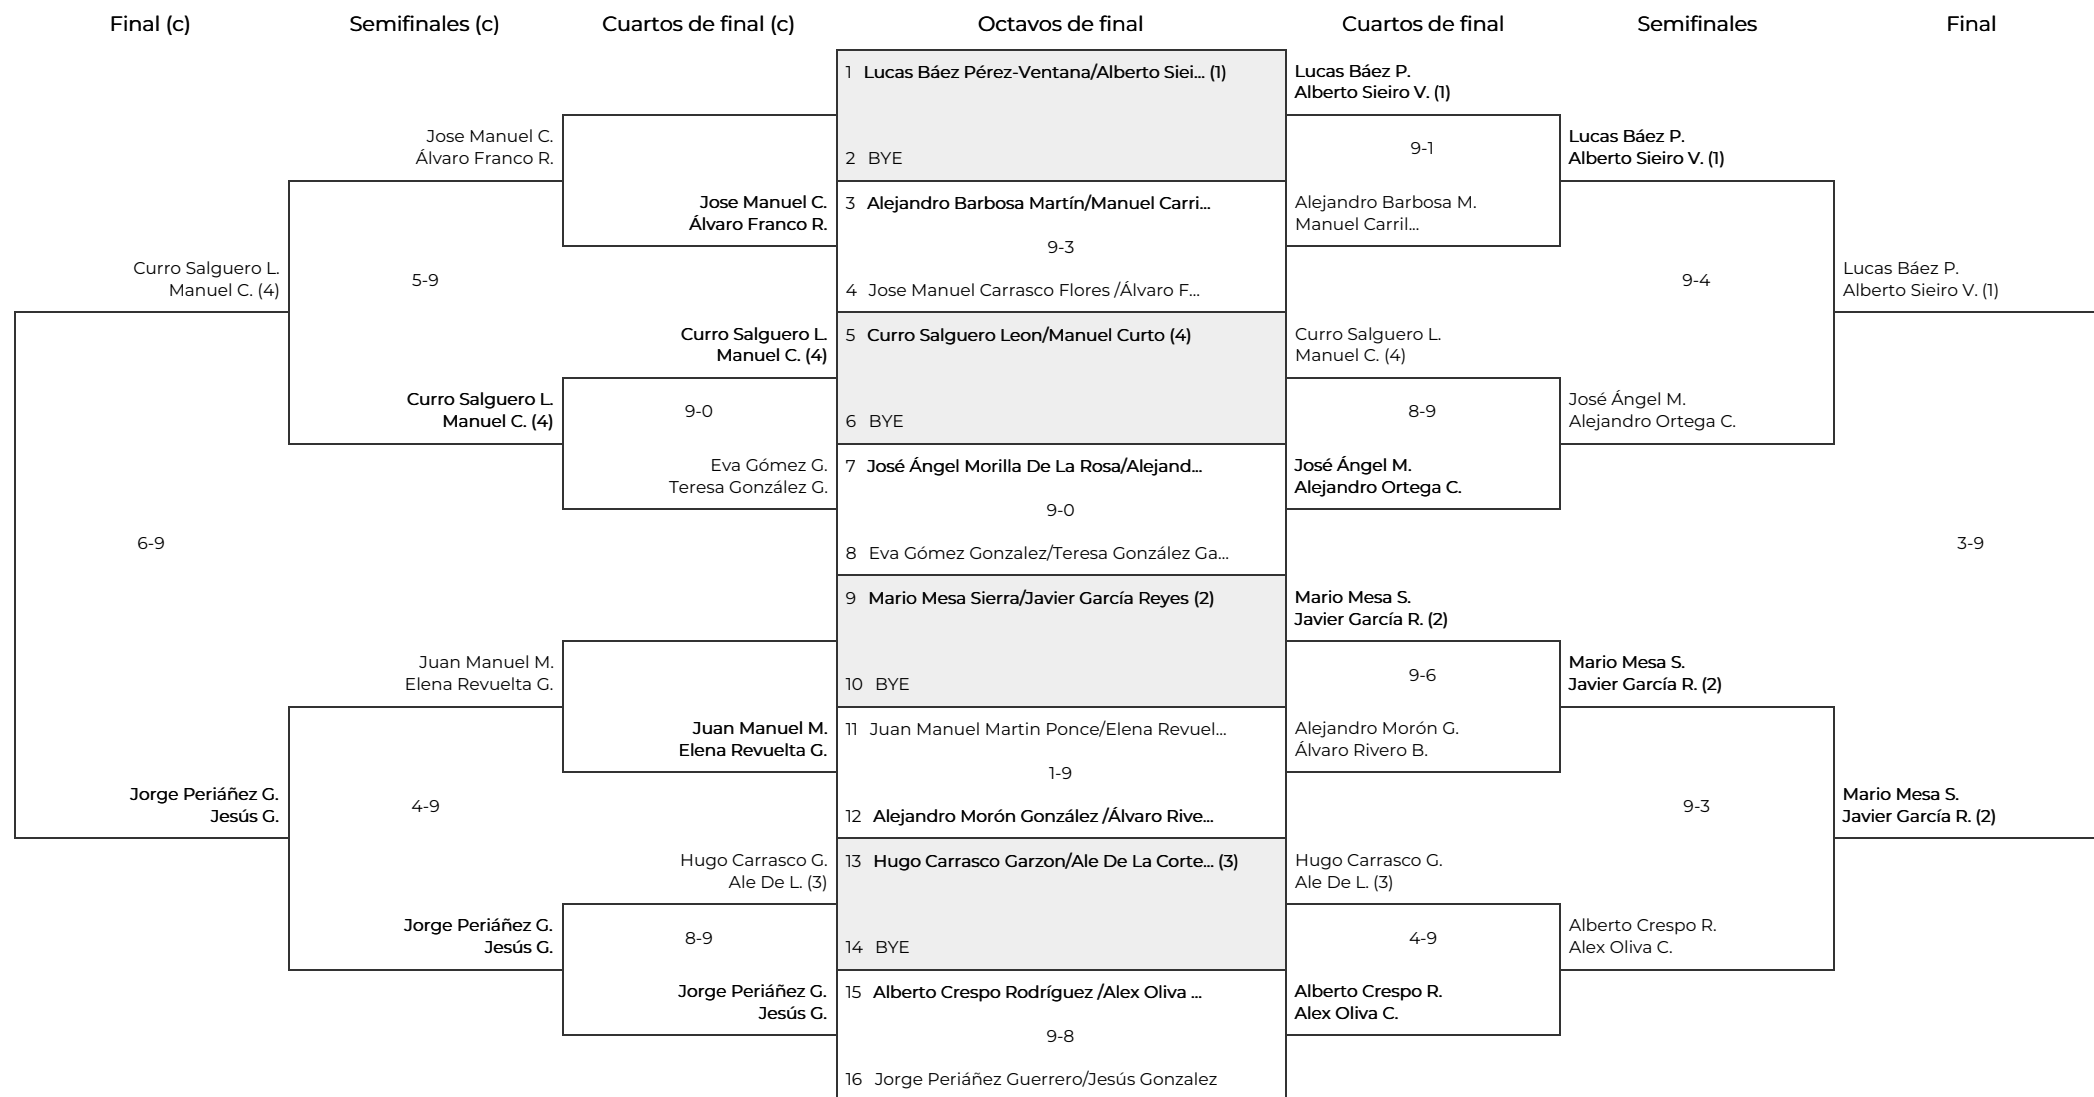 Final (c)
Semifinales (c)
Cuartos de final (c)
Octavos de final
Cuartos de final
Semifinales
Final
Curro Salguero L.
Manuel C. (4)
6-9
Jorge Periáñez G.
Jesús G.
Jose Manuel C.
Álvaro Franco R.
5-9
Curro Salguero L.
Manuel C. (4)
Juan Manuel M.
Elena Revuelta G.
4-9
Jorge Periáñez G.
Jesús G.
Jose Manuel C.
Álvaro Franco R.
Curro Salguero L.
Manuel C. (4)
9-0
Eva Gómez G.
Teresa González G.
Juan Manuel M.
Elena Revuelta G.
Hugo Carrasco G.
Ale De L. (3)
8-9
Jorge Periáñez G.
Jesús G.
1 Lucas Báez Pérez-Ventana/Alberto Siei... (1)
2 BYE
3 Alejandro Barbosa Martín/Manuel Carri...
9-3
4 Jose Manuel Carrasco Flores /Álvaro F...
5 Curro Salguero Leon/Manuel Curto (4)
6 BYE
7 José Ángel Morilla De La Rosa/Alejand...
9-0
8 Eva Gómez Gonzalez/Teresa González Ga...
9 Mario Mesa Sierra/Javier García Reyes (2)
10 BYE
11 Juan Manuel Martin Ponce/Elena Revuel...
1-9
12 Alejandro Morón González /Álvaro Rive...
13 Hugo Carrasco Garzon/Ale De La Corte... (3)
14 BYE
15 Alberto Crespo Rodríguez /Alex Oliva ...
9-8
16 Jorge Periáñez Guerrero/Jesús Gonzalez
Lucas Báez P.
Alberto Sieiro V. (1)
9-1
Alejandro Barbosa M.
Manuel Carril...
Curro Salguero L.
Manuel C. (4)
8-9
José Ángel M.
Alejandro Ortega C.
Mario Mesa S.
Javier García R. (2)
9-6
Alejandro Morón G.
Álvaro Rivero B.
Hugo Carrasco G.
Ale De L. (3)
4-9
Alberto Crespo R.
Alex Oliva C.
Lucas Báez P.
Alberto Sieiro V. (1)
9-4
José Ángel M.
Alejandro Ortega C.
Mario Mesa S.
Javier García R. (2)
9-3
Alberto Crespo R.
Alex Oliva C.
Lucas Báez P.
Alberto Sieiro V. (1)
3-9
Mario Mesa S.
Javier García R. (2)